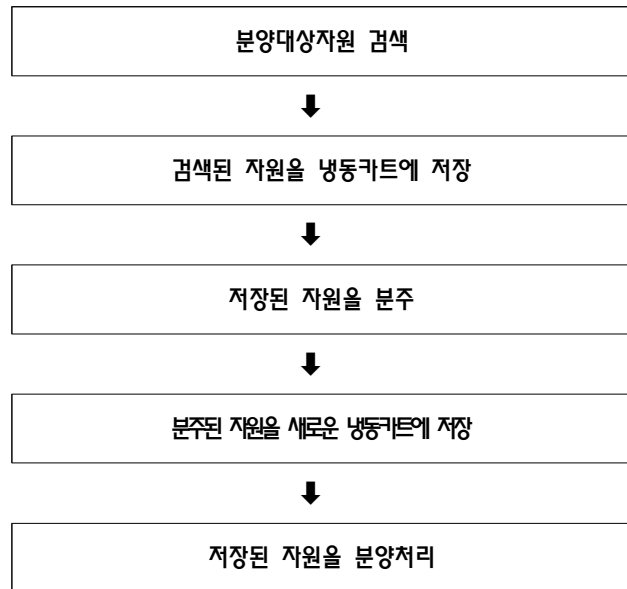 분양대상자원 검색
검색된 자원을 냉동카트에 저장
저장된 자원을 분주
분주된 자원을 새로운 냉동카트에 저장
저장된 자원을 분양처리